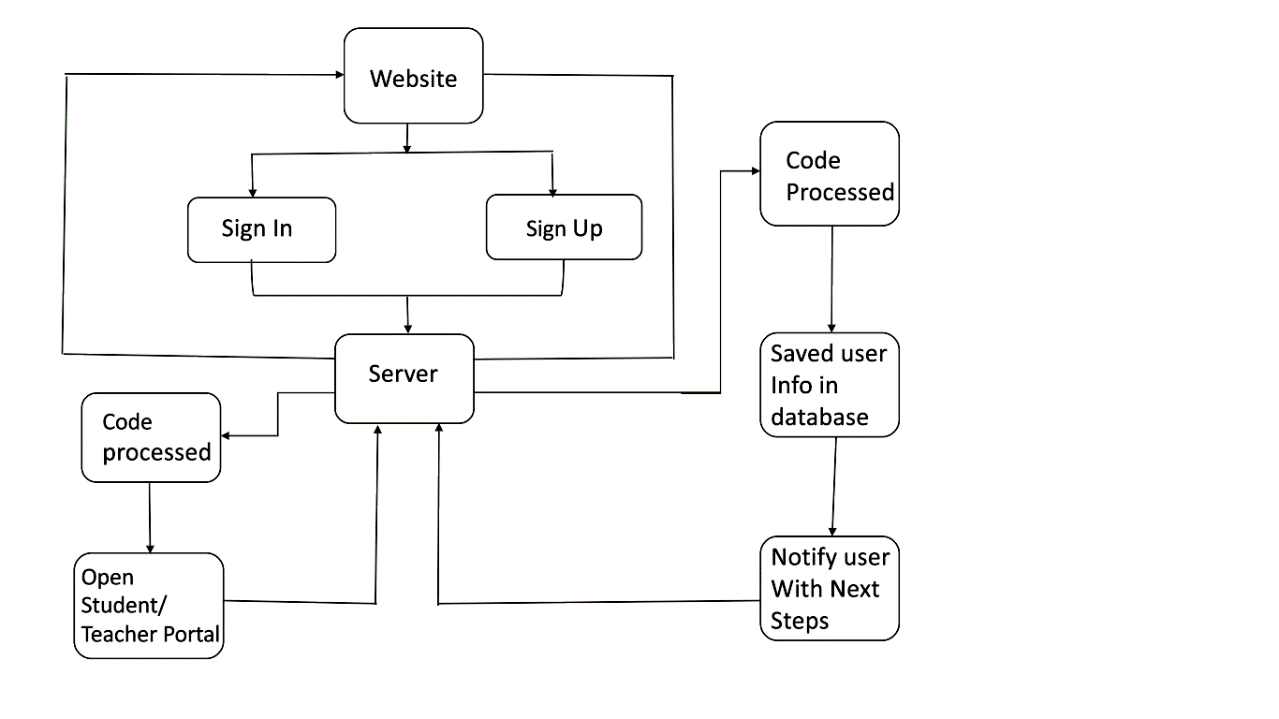 Website
Sign In
Sign Up
Server
Code
processed
Open
Student/
Teacher Portal
Code
Processed
Saved user
Info in
database
Notify user
With Next
Steps